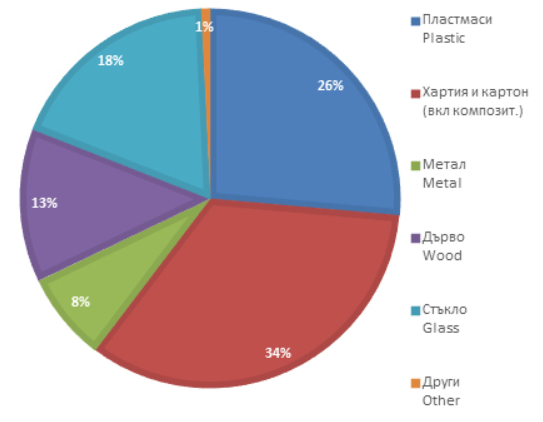 1%
18%
26%
13%
8%
34%
Пластмаси
Plastic
Хартия и картон
(вкл композит.)
Метал
Metal
Дърво
Wood
Стъкло
Glass
Други
Other